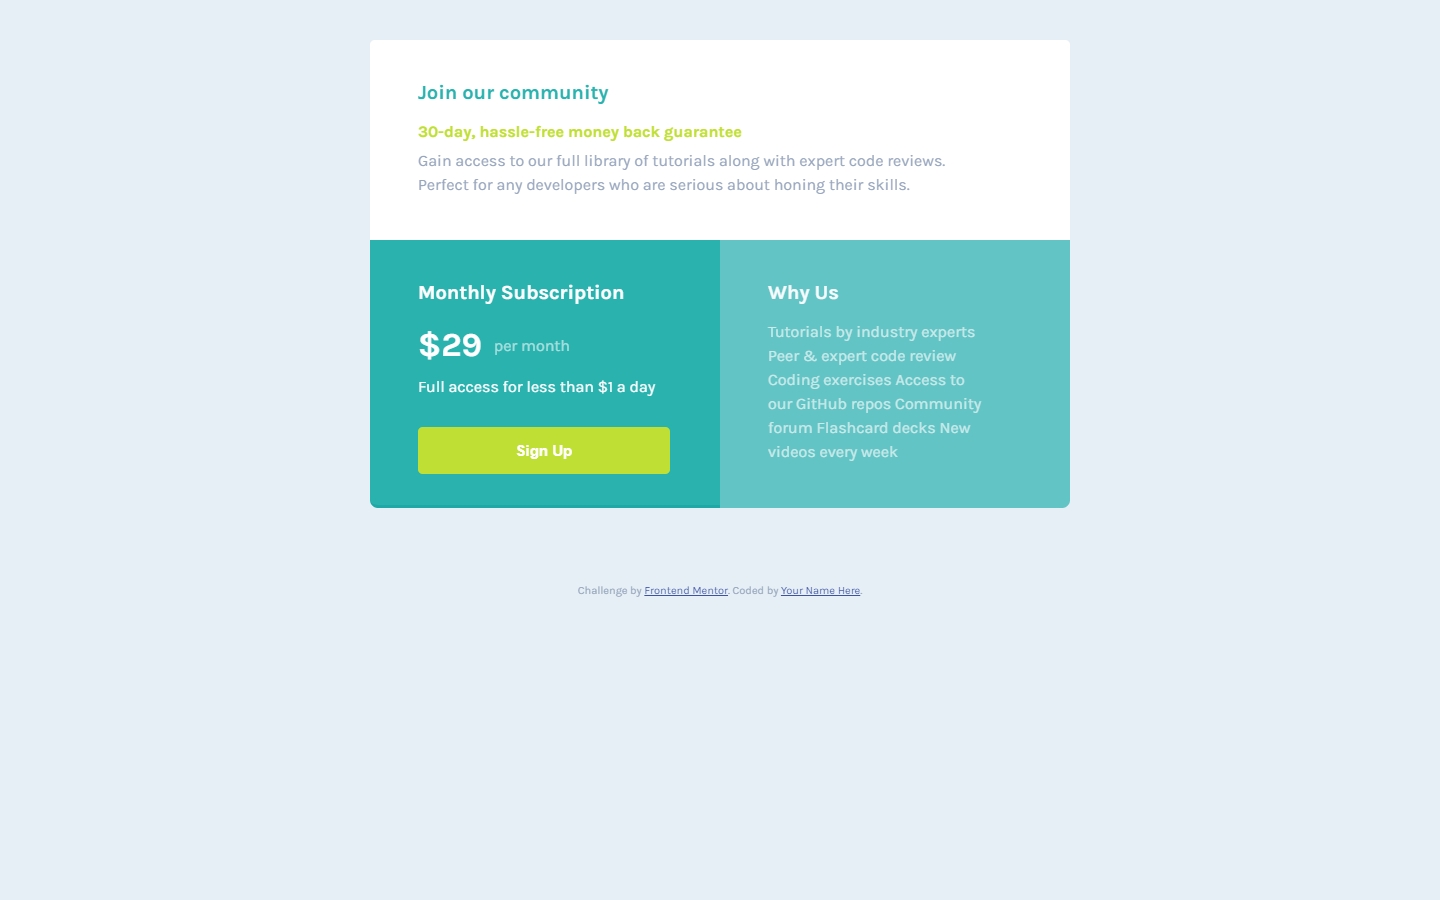 Join our community
30-day, hassle-free money back guarantee
Gain access to our full library of tutorials along with expert code reviews.
Perfect for any developers who are serious about honing their skills.
Monthly Subscription
$29 per month
Full access for less than $1 a day
Sign Up
Why Us
Tutorials by industry experts
Peer & expert code review
Coding exercises Access to
our GitHub repos Community
forum Flashcard decks New
videos every week
Challenge by Frontend Mentor. Coded by Your Name Here.